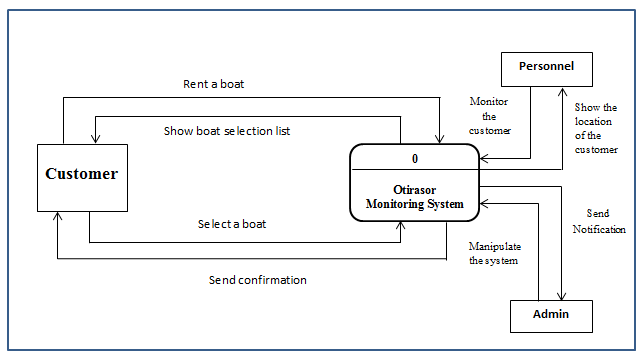 Personnel
Rent a boat
Monitor
the
customer
Show the
location
of the
customer
Show boat selection list
Customer
0
Otirasor
Monitoring System
Select a boat
Send
Notification
Manipulate
the system
Send confirmation
Admin